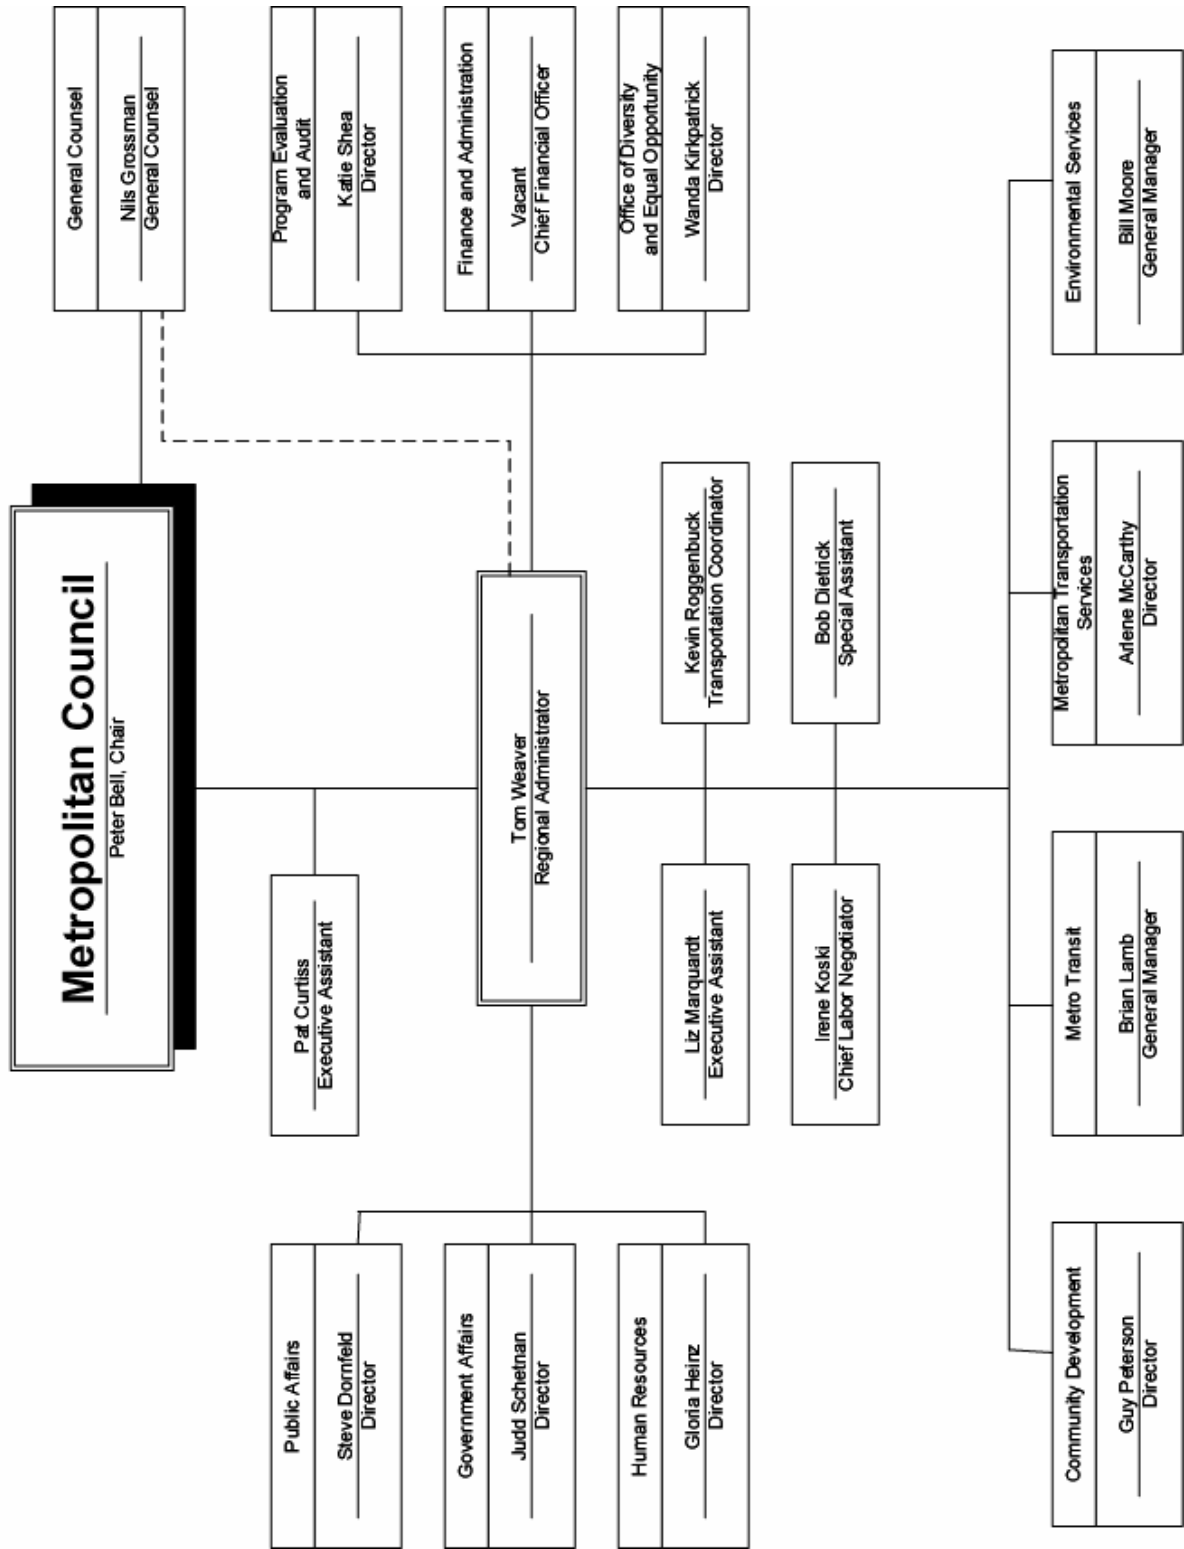 Metropolitan Council
Peter Bell, Chair
General Counsel
Nils Grossman
General Counsel
Pat Curtiss
Executive Assistant
Tom Weaver
Regional Administrator
Public Affairs
Steve Dornfeld
Director
Government Affairs
Judd Schetnan
Director
Human Resources
Gloria Heinz
Director
Program Evaluation
and Audit
Katie Shea
Director
Finance and Administration
Vacant
Chief Financial Officer
Office of Diversity
and Equal Opportunity
Wanda Kirkpatrick
Director
Liz Marquardt
Executive Assistant
Kevin Roggenbuck
Transportation Coordinator
Irene Koski
Chief Labor Negotiator
Bob Dietrick
Special Assistant
Community Development
Guy Peterson
Director
Metro Transit
Brian Lamb
General Manager
Metropolitan Transportation
Services
Arlene McCarthy
Director
Environmental Services
Bill Moore
General Manager